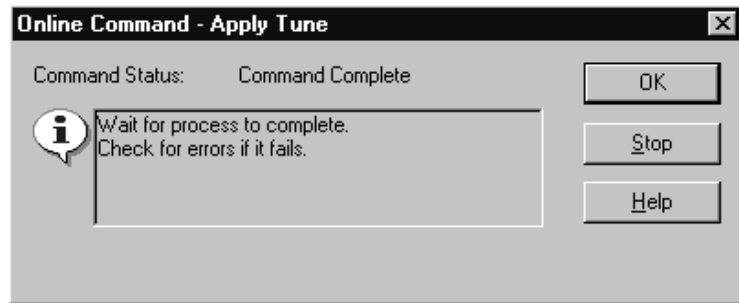 Online Command - Apply Tune
Command Status: Command Complete
OK
Wait for process to complete.
Check for errors if it fails.
Stop
Help